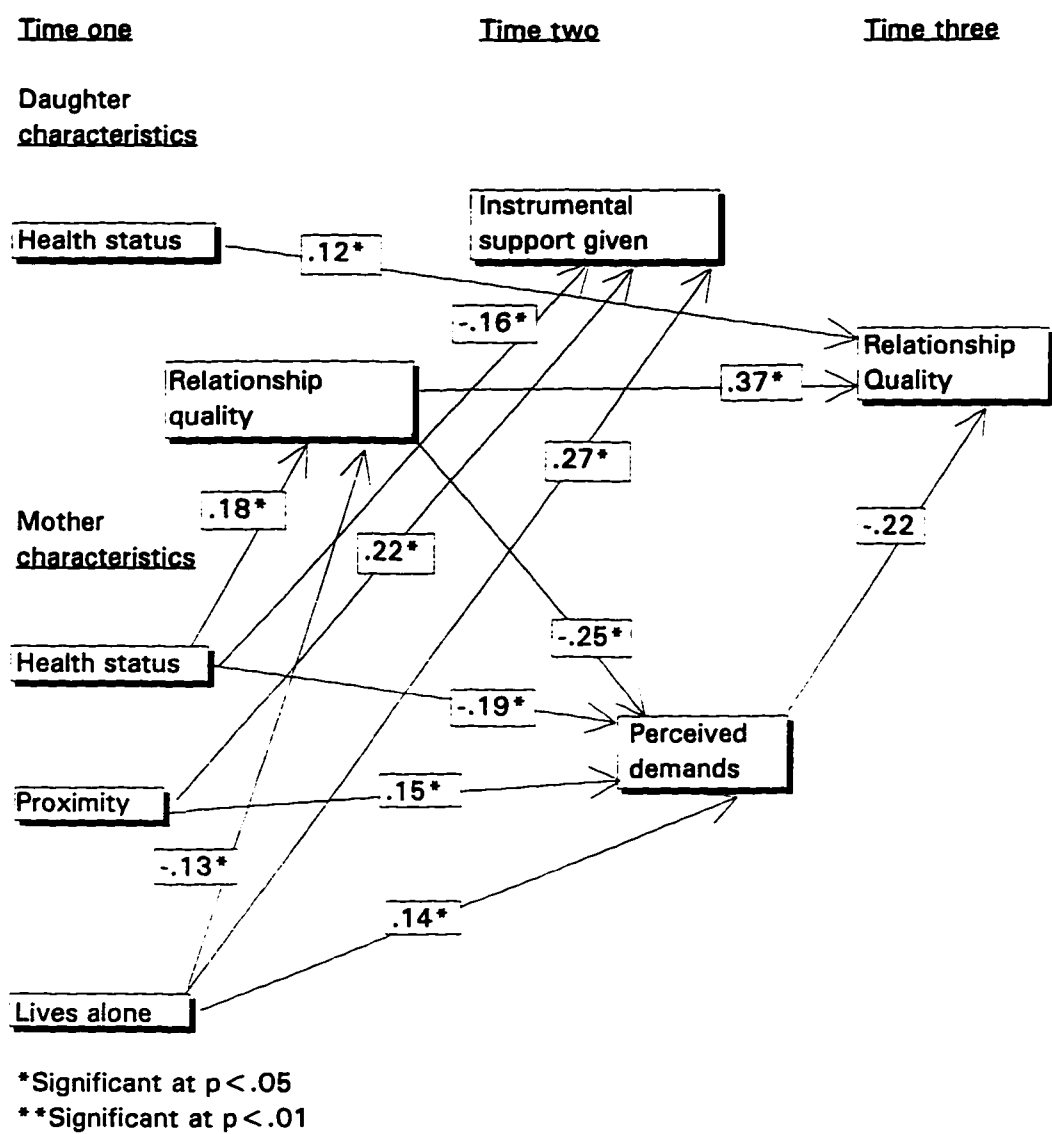 Time one
Time two
Time three
Daughter
characteristics
Instrumental
support given
Health status
.12*
-.16*
Relationship
Quality
Relationship
quality
.37*
.27*
.18*
Mother
characteristics
.22*
-.22
-.25*
Health status
-.19*
Perceived
demands
Proximity
.15*
-.13*
.14*
Lives alone
*Significant at p<.05
**Significant at p<.01